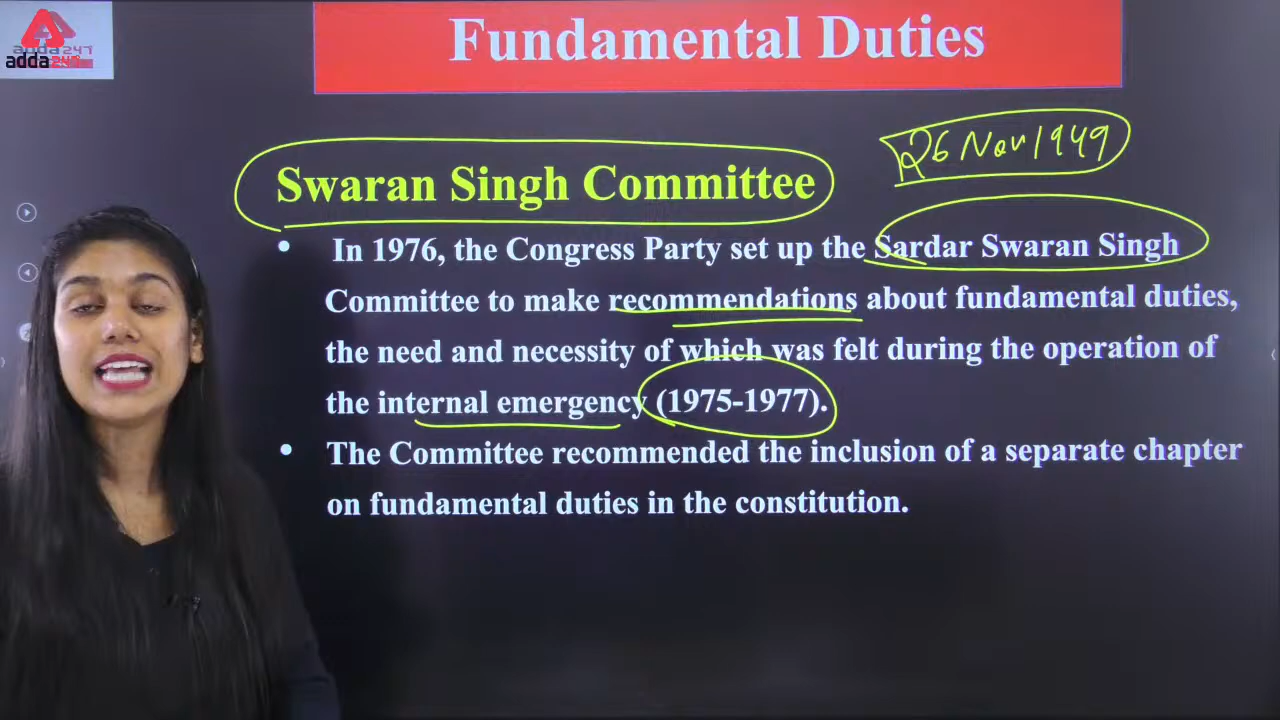 Fundamental Duties
adda247
adda247
26 Nov 1949
Swaran Singh Committee
• In 1976, the Congress Party set up the Sardar Swaran Singh
Committee to make recommendations about fundamental duties,
the need and necessity of which was felt during the operation of
the internal emergency (1975-1977).
• The Committee recommended the inclusion of a separate chapter
on fundamental duties in the constitution.